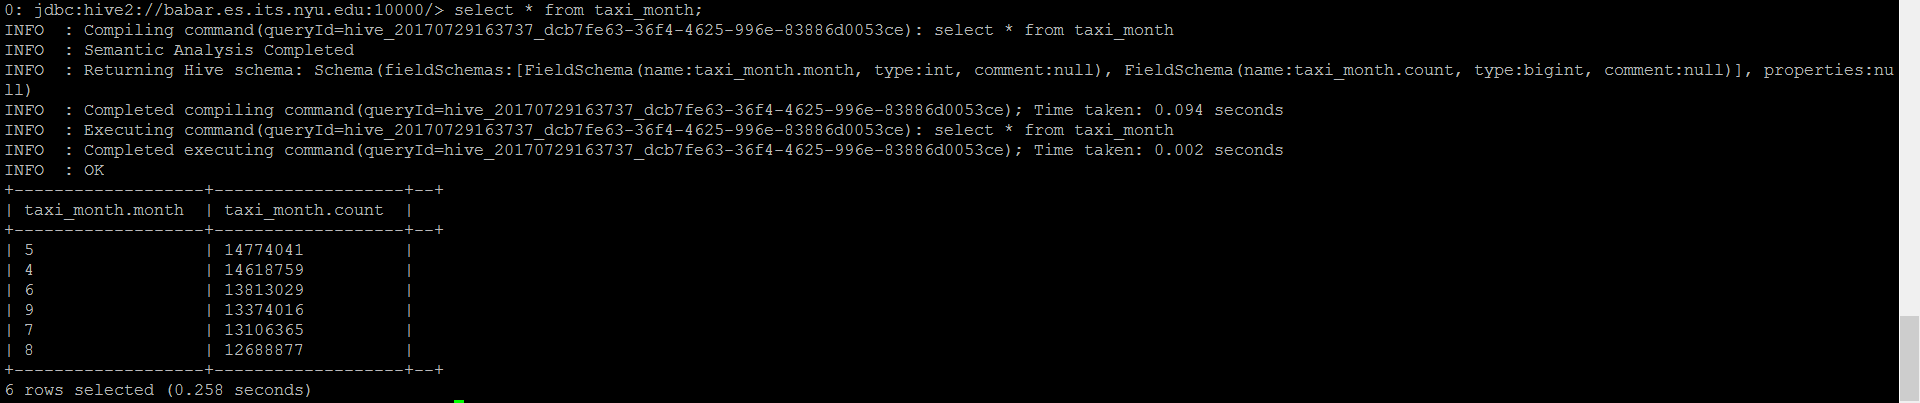 0: jdbc:hive2://babar.es.its.nyu.edu:10000/> select * from taxi_month;
INFO  : Compiling command(queryId=hive_20170729163737_dcb7fe63-36f4-4625-996e-83886d0053ce): select * from taxi_month
INFO  : Semantic Analysis Completed
INFO  : Returning Hive schema: Schema(fieldSchemas:[FieldSchema(name:taxi_month.month, type:int, comment:null), FieldSchema(name:taxi_month.count, type:bigint, comment:null)], properties:nu
ll)
INFO  : Completed compiling command(queryId=hive_20170729163737_dcb7fe63-36f4-4625-996e-83886d0053ce); Time taken: 0.094 seconds
INFO  : Executing command(queryId=hive_20170729163737_dcb7fe63-36f4-4625-996e-83886d0053ce): select * from taxi_month
INFO  : Completed executing command(queryId=hive_20170729163737_dcb7fe63-36f4-4625-996e-83886d0053ce); Time taken: 0.002 seconds
INFO  : OK
+-------------------+-------------------+--+
| taxi_month.month  | taxi_month.count  |
+-------------------+-------------------+--+
| 5                 | 14774041          |
| 4                 | 14618759          |
| 6                 | 13813029          |
| 9                 | 13374016          |
| 7                 | 13106365          |
| 8                 | 12688877          |
+-------------------+-------------------+--+
6 rows selected (0.258 seconds)